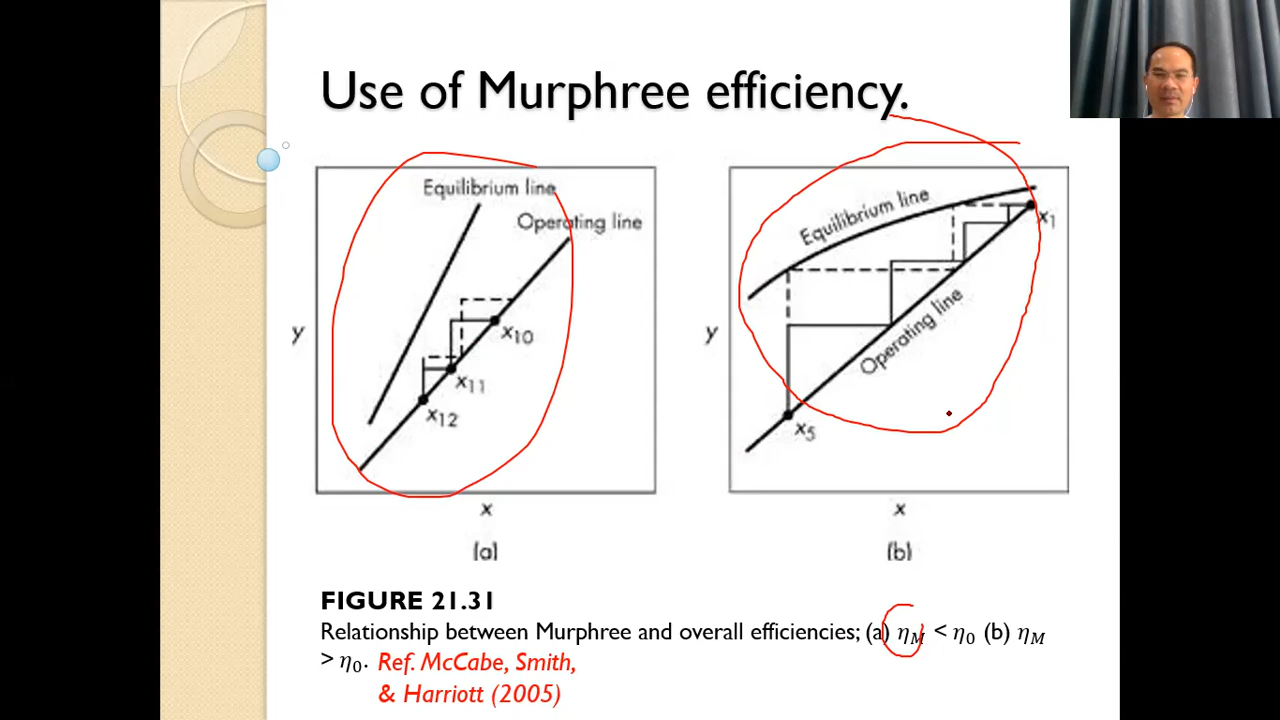 Use of Murphree efficiency.
Equilibrium line
Operating line
y
x10
x11
x12
x
(a)
Equilibrium line
x1
Operating line
y
x5
x
(b)
FIGURE 21.31
Relationship between Murphree and overall efficiencies; (a) ηM < η0 (b) ηM
> η0. Ref. McCabe, Smith,
& Harriott (2005)